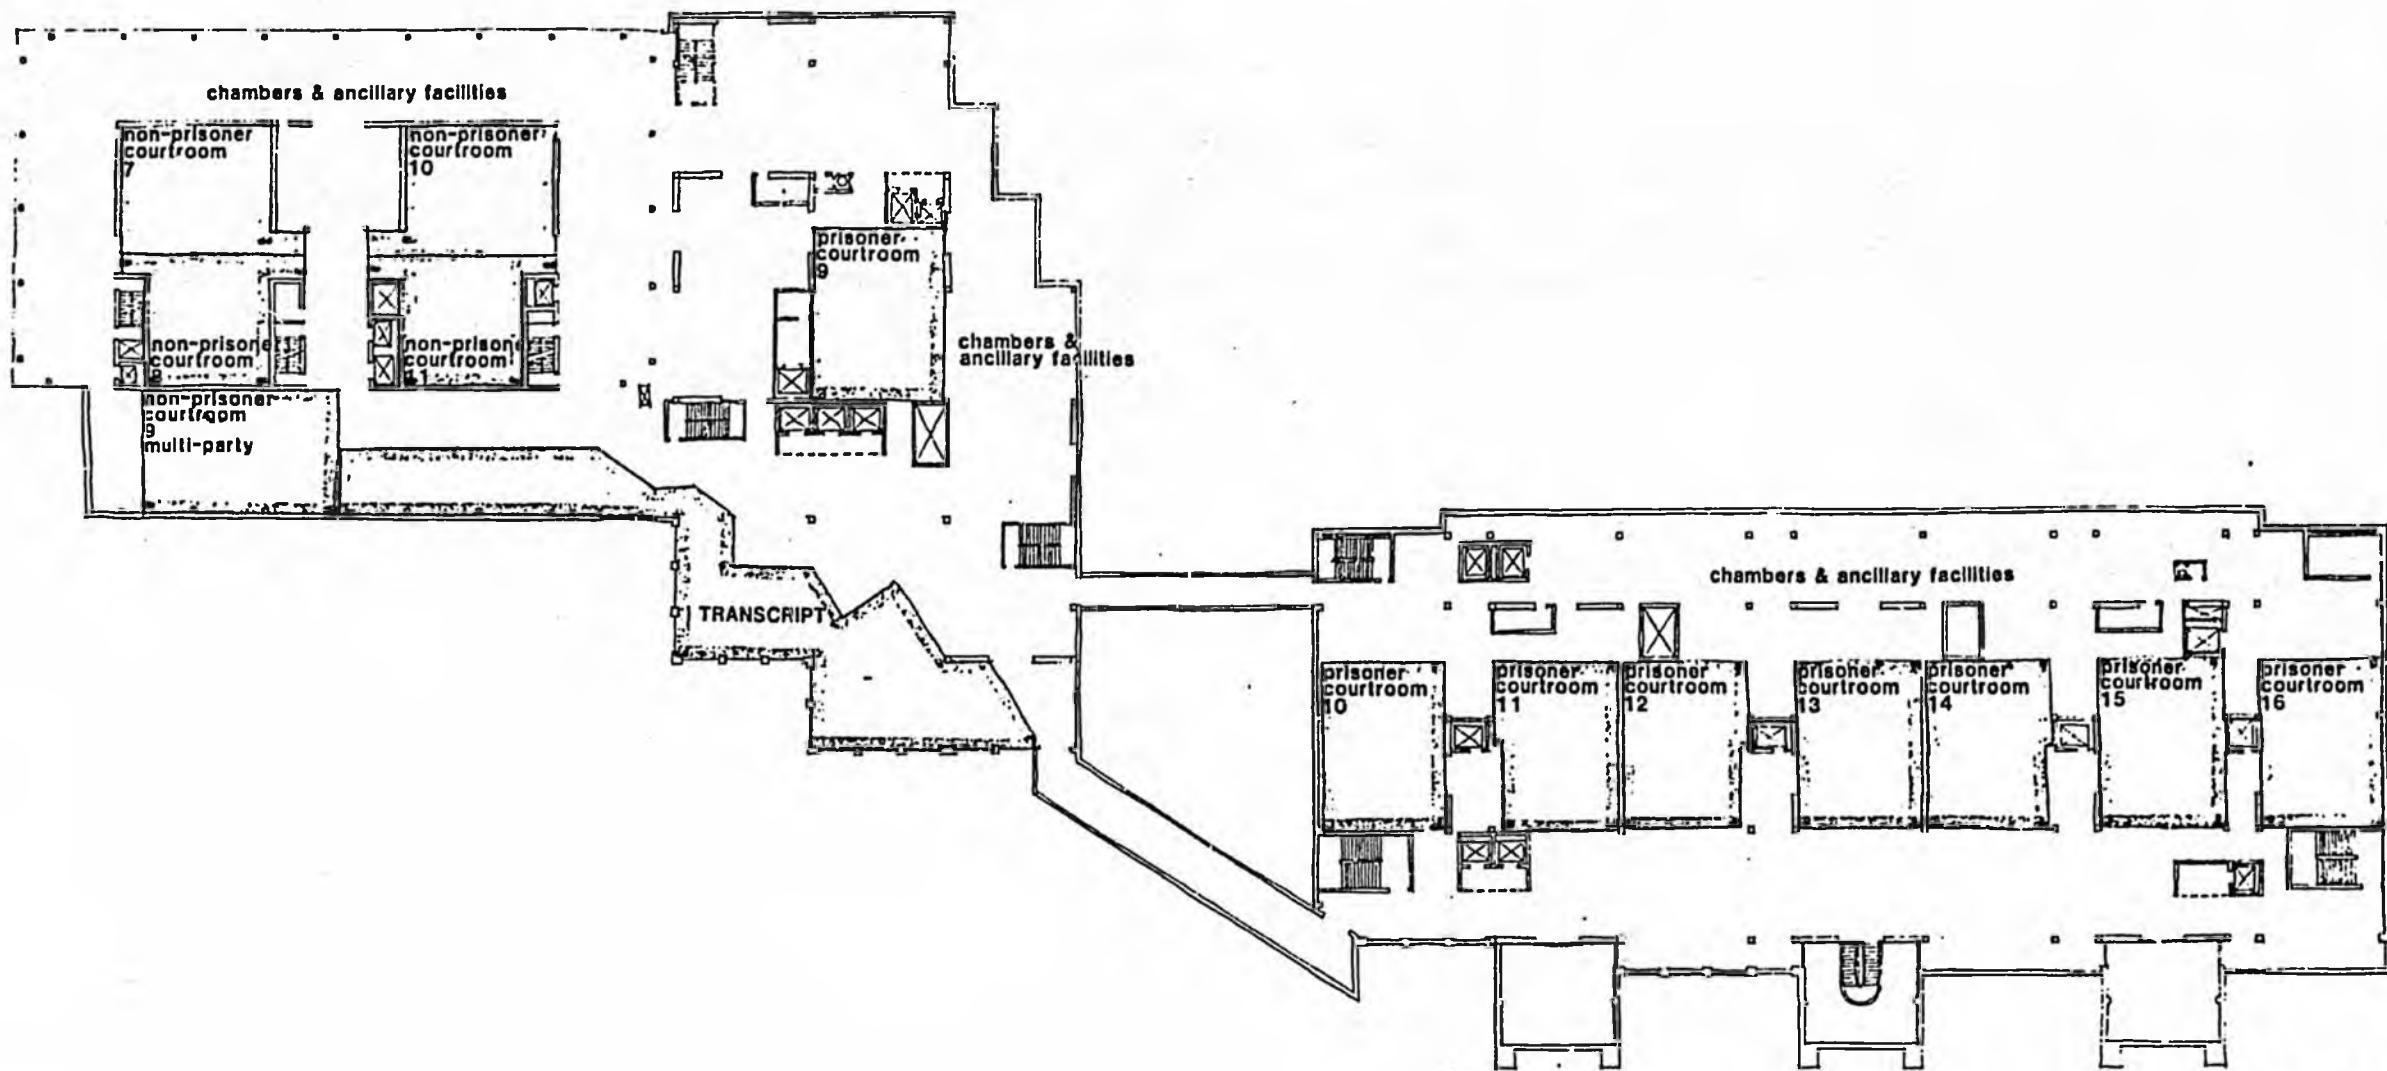 chambers & ancillary facilities
non-prisoner
courtroom
7
non-prisoner
courtroom
10
non-prisone
courtroom
non-prison
courtroom
non-prisoner
courtroom
9
multi-party
prisoner
courtroom
9
chambers &
ancillary facilities
TRANSCRIPT
chambers & ancillary facilities
prisoner
courtroom
10
prisoner
courtroom
11
prisoner
courtroom
12
prisoner
courtroom
13
prisoner
courtroom
14
prisoner
courtroom
15
prisoner
courtroom
16